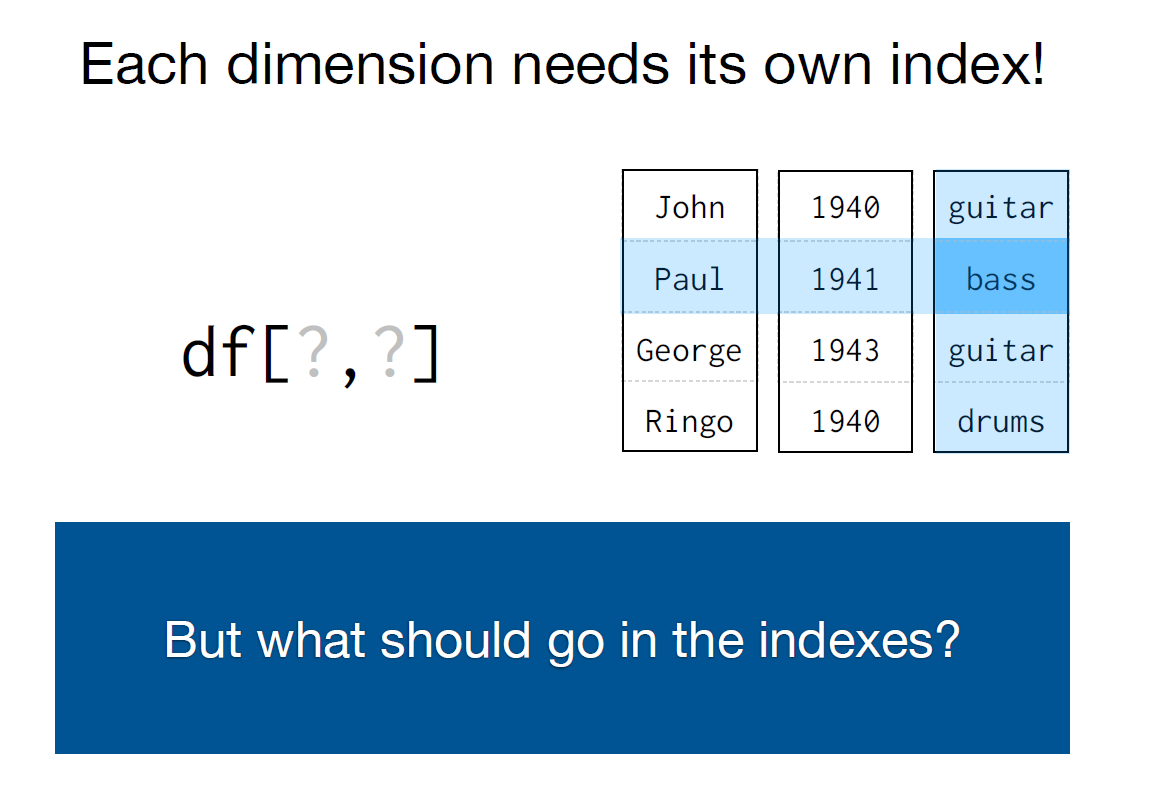 Each dimension needs its own index!
John 1940 guitar
Paul 1941 bass
df[?,?]
George 1943 guitar
Ringo 1940 drums
But what should go in the indexes?